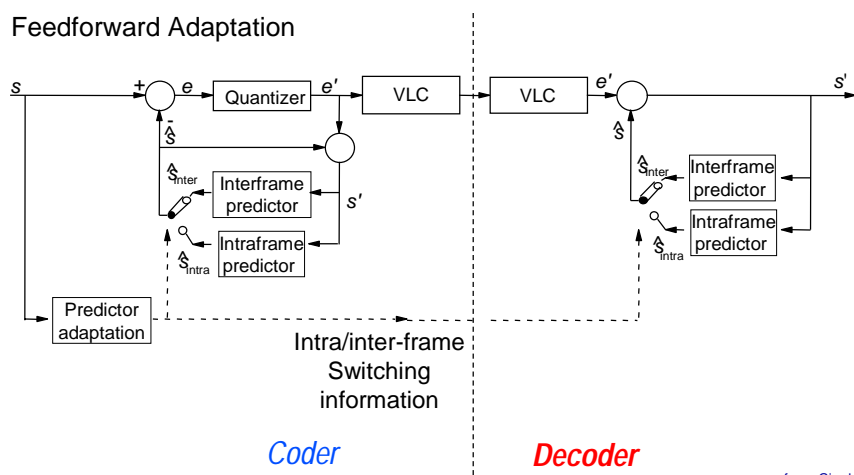 Feedforward Adaptation
s
+
e
Quantizer
e'
VLC
VLC
e'
s'
-
ŝ
ŝ
ŝinter
Interframe
predictor
s'
ŝintra
Intraframe
predictor
ŝinter
Interframe
predictor
ŝintra
Intraframe
predictor
Predictor
adaptation
Intra/inter-frame
Switching
information
Coder
Decoder